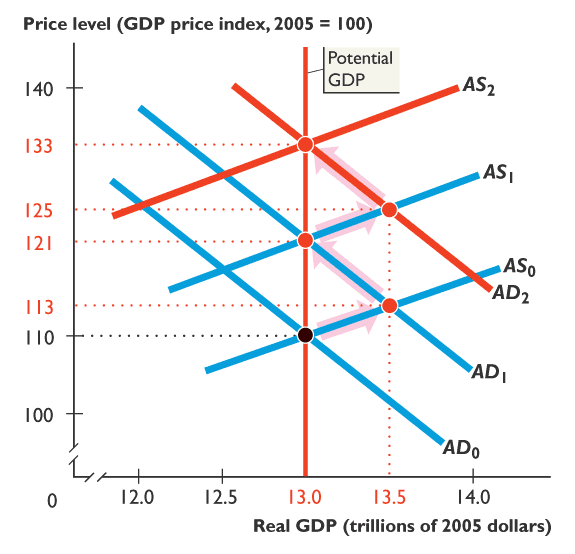 Price level (GDP price index, 2005 = 100)
Potential
GDP
140
AS2
133
AS1
125
121
AS0
AD2
113
110
AD1
100
AD0
0
12.0 12.5 13.0 13.5 14.0
Real GDP (trillions of 2005 dollars)